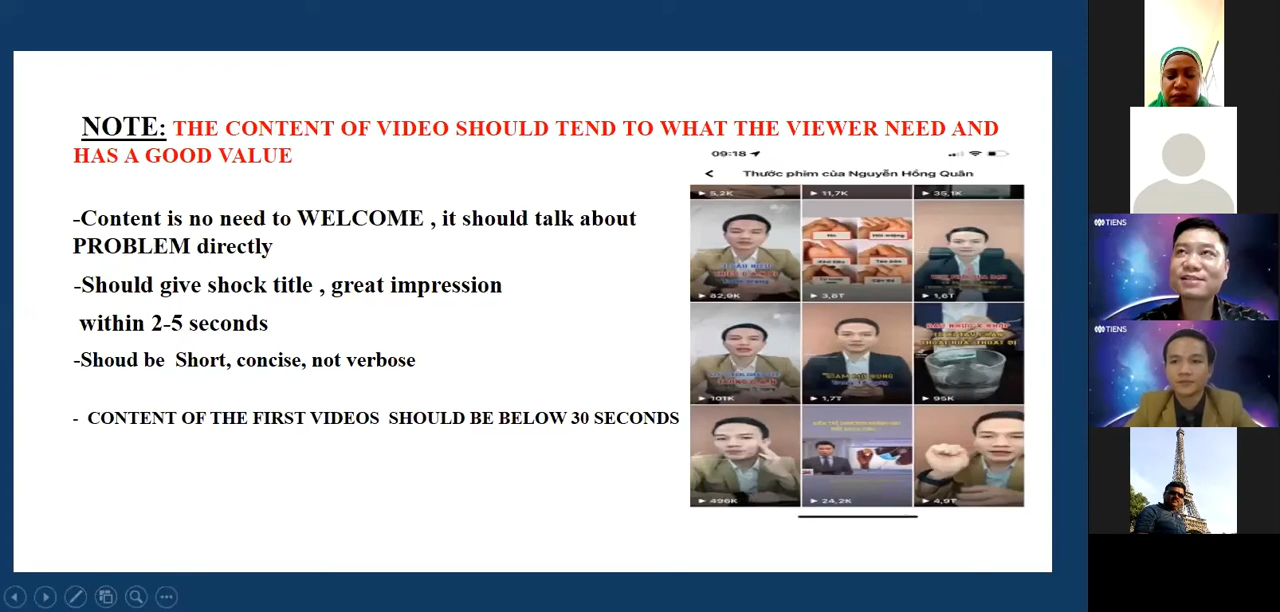 NOTE: THE CONTENT OF VIDEO SHOULD TEND TO WHAT THE VIEWER NEED AND
HAS A GOOD VALUE
-Content is no need to WELCOME , it should talk about
PROBLEM directly
-Should give shock title , great impression
within 2-5 seconds
-Shoud be Short, concise, not verbose
- CONTENT OF THE FIRST VIDEOS SHOULD BE BELOW 30 SECONDS
09:18
Thước phim của Nguyễn Hồng Quân
5,2K
11,7K
35,1K
82,9K
3,8T
1,6T
101K
1,7T
95K
496K
24,2K
4,9T
TIENS
TIENS